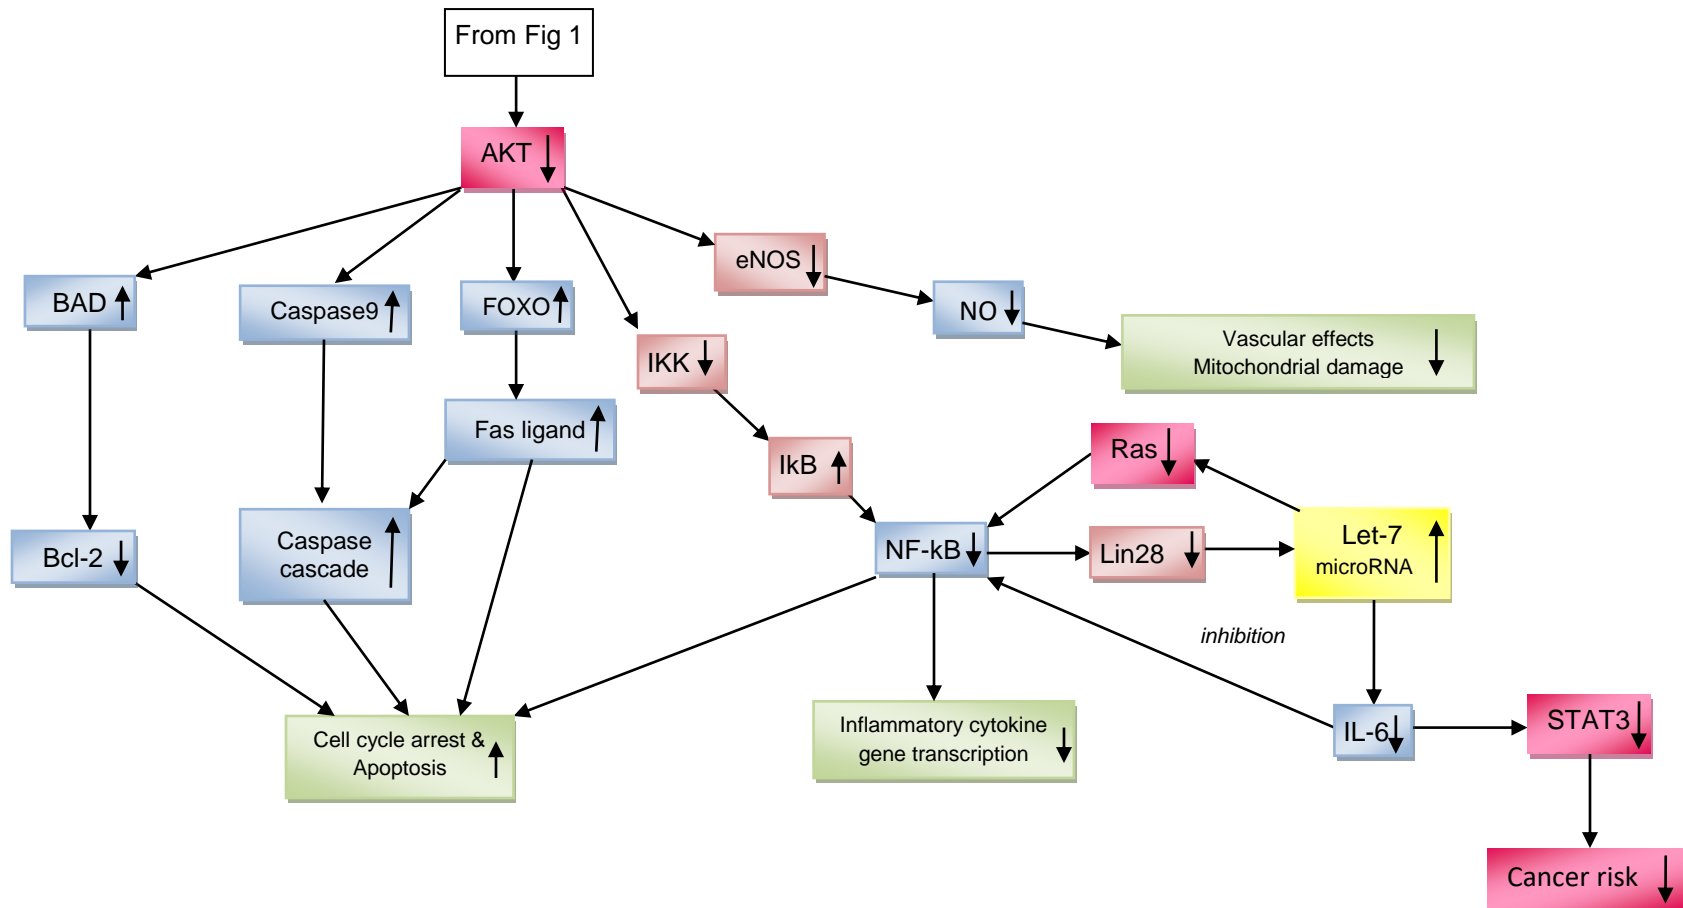 From Fig 1
AKT
eNOS
BAD
Caspase9
FOXO
NO
Vascular effects
Mitochondrial damage
IKK
Fas ligand
Ras
IkB
Bcl-2
Caspase
cascade
NF-kB
Lin28
Let-7
microRNA
inhibition
Cell cycle arrest &
Apoptosis
Inflammatory cytokine
gene transcription
IL-6
STAT3
Cancer risk